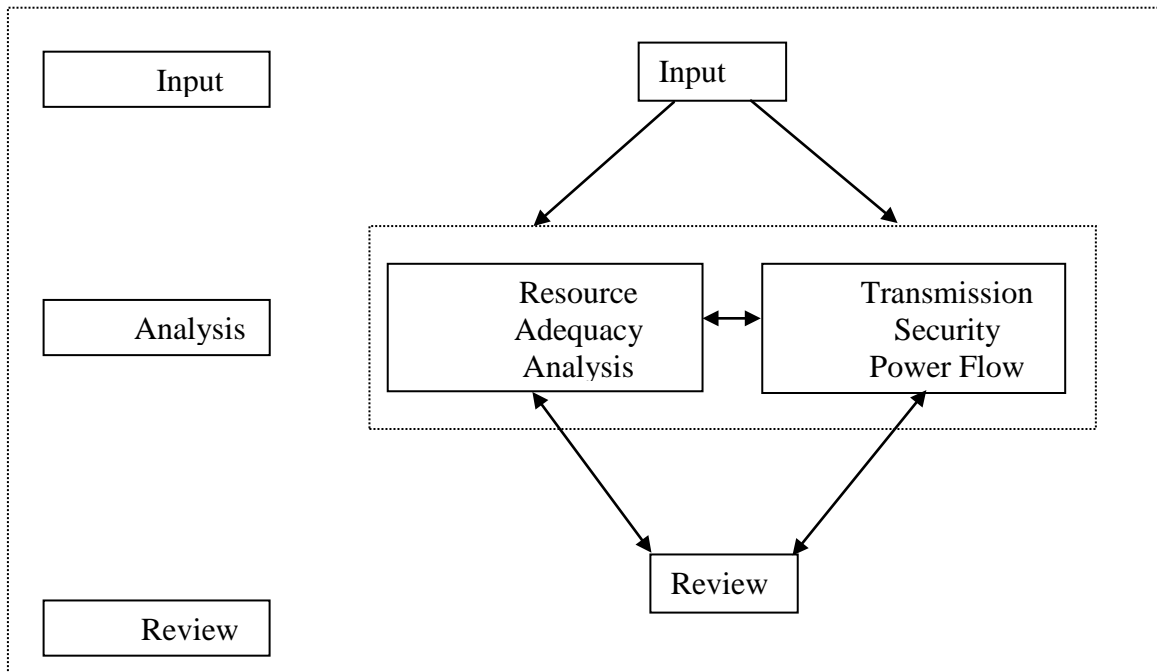 Input
Input
Resource
Adequacy
Analysis
Transmission
Security
Power Flow
Analysis
Review
Review